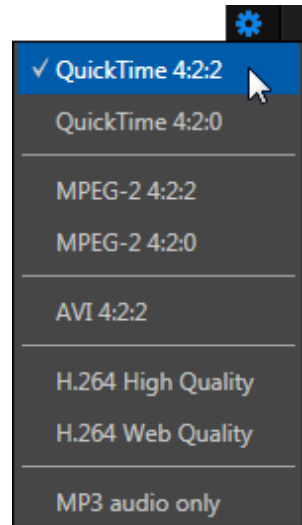 ✓ QuickTime 4:2:2
QuickTime 4:2:0
MPEG-2 4:2:2
MPEG-2 4:2:0
AVI 4:2:2
H.264 High Quality
H.264 Web Quality
MP3 audio only